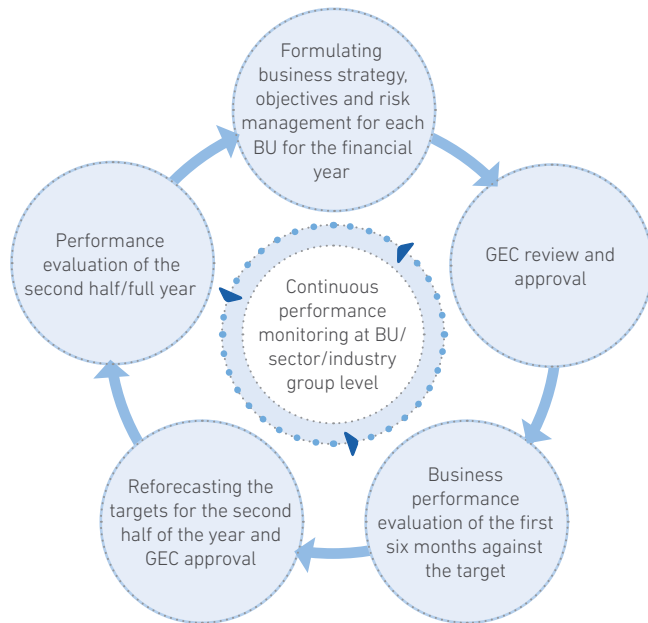 Formulating
business strategy,
objectives and risk
management for each
BU for the financial
year
GEC review and
approval
Business
performance
evaluation of the first
six months against
the target
Reforecasting the
targets for the second
half of the year and
GEC approval
Performance
evaluation of the
second half/full year
Continuous
performance
monitoring at BU/
sector/industry
group level